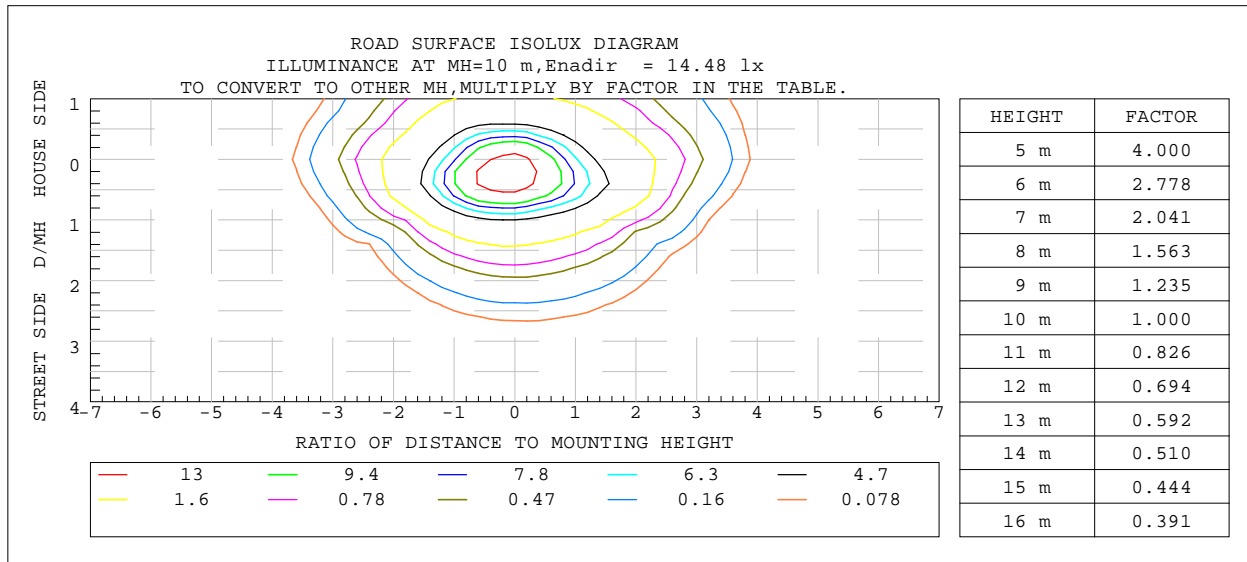 ROAD SURFACE ISOLUX DIAGRAM
ILLUMINANCE AT MH=10 m,Enadir = 14.48 lx
TO CONVERT TO OTHER MH,MULTIPLY BY FACTOR IN THE TABLE.
STREET SIDE D/MH HOUSE SIDE
1
0
1
2
3
4
-7 -6 -5 -4 -3 -2 -1 0 1 2 3 4 5 6 7
RATIO OF DISTANCE TO MOUNTING HEIGHT
13 9.4 7.8 6.3 4.7
1.6 0.78 0.47 0.16 0.078
HEIGHT FACTOR
5 m 4.000
6 m 2.778
7 m 2.041
8 m 1.563
9 m 1.235
10 m 1.000
11 m 0.826
12 m 0.694
13 m 0.592
14 m 0.510
15 m 0.444
16 m 0.391